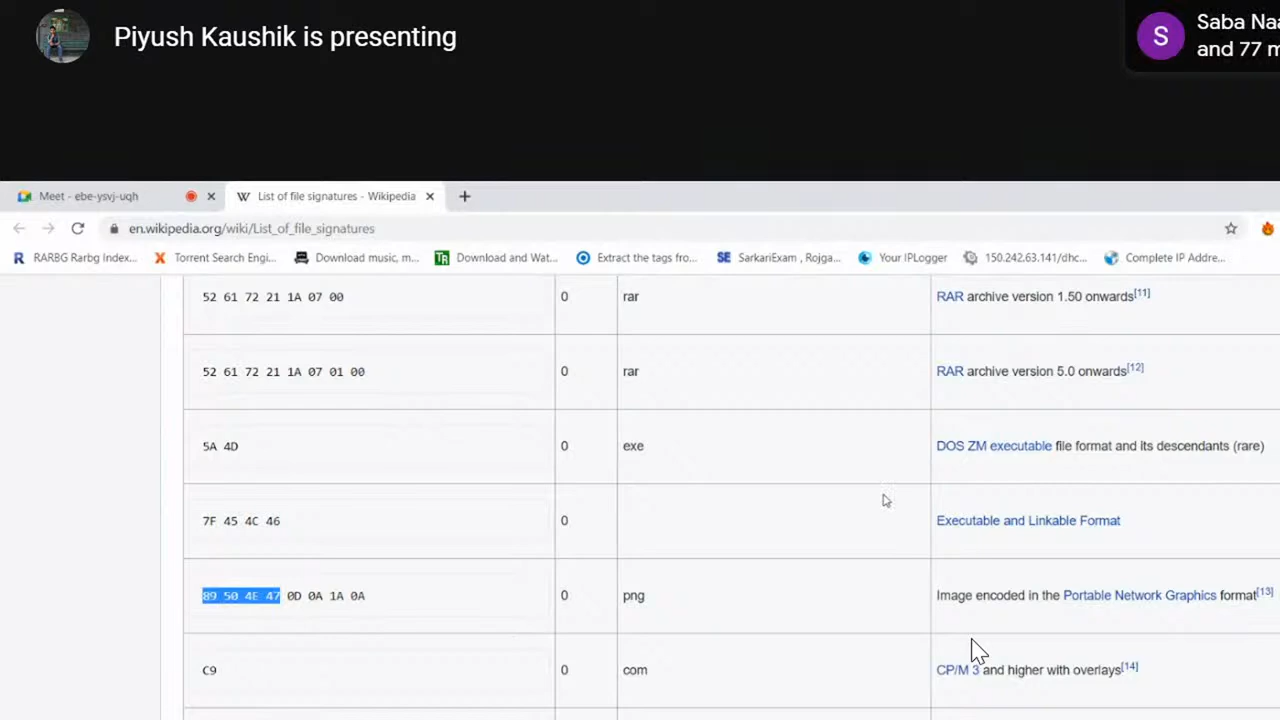 Piyush Kaushik is presenting
S
Saba Naa
and 77 m
Meet - ebe-ysvj-uqh
W List of file signatures - Wikipedia
en.wikipedia.org/wiki/List_of_file_signatures
R RARBG Rarbg Index...
X Torrent Search Engi...
Download music, m...
TR Download and Wat...
Extract the tags fro...
SE SarkariExam , Rojga...
Your IPLogger
150.242.63.141/dhc...
Complete IP Addre...
52 61 72 21 1A 07 00 0 rar RAR archive version 1.50 onwards[11]
52 61 72 21 1A 07 01 00 0 rar RAR archive version 5.0 onwards[12]
5A 4D 0 exe DOS ZM executable file format and its descendants (rare)
7F 45 4C 46 0 Executable and Linkable Format
89 50 4E 47 0D 0A 1A 0A 0 png Image encoded in the Portable Network Graphics format[13]
C9 0 com CP/M 3 and higher with overlays[14]